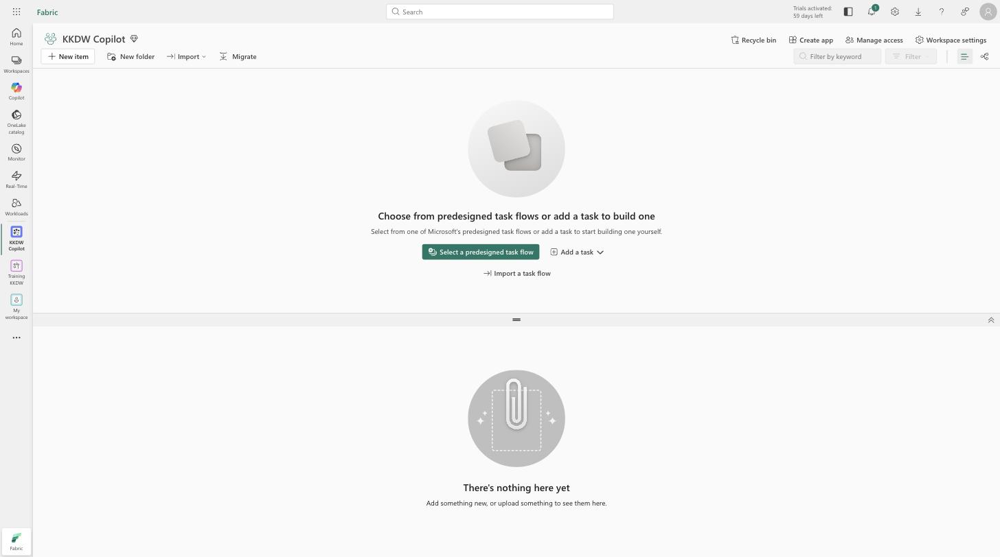 Fabric
Search
Trials activated:
59 days left
1
Home
Workspaces
Copilot
OneLake
catalog
Monitor
Real-Time
Workloads
KKDW
Copilot
Training
KKDW
My
workspace
Fabric
KKDW Copilot
Recycle bin
Create app
Manage access
Workspace settings
New item
New folder
Import
Migrate
Filter by keyword
Filter
Choose from predesigned task flows or add a task to build one
Select from one of Microsoft's predesigned task flows or add a task to start building one yourself.
Select a predesigned task flow
Add a task
Import a task flow
There's nothing here yet
Add something new, or upload something to see them here.